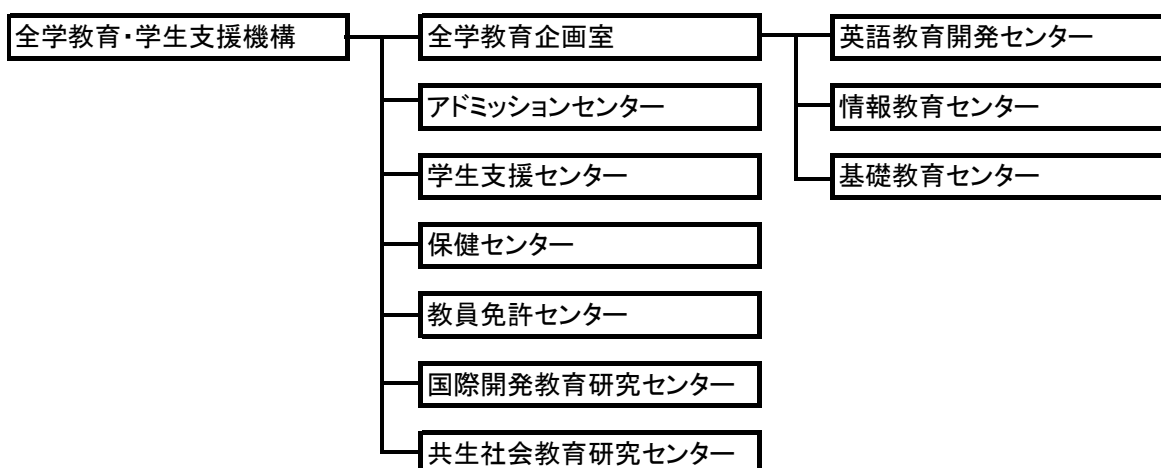 全学教育・学生支援機構
全学教育企画室
英語教育開発センター
アドミッションセンター
情報教育センター
学生支援センター
基礎教育センター
保健センター
教員免許センター
国際開発教育研究センター
共生社会教育研究センター